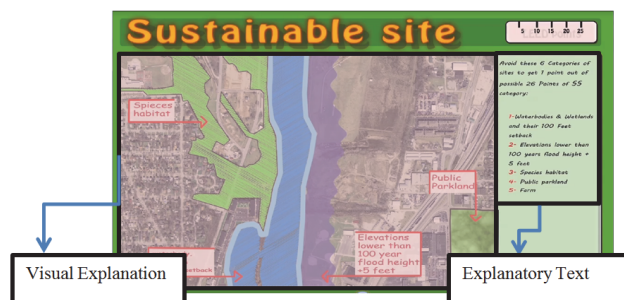 Sustainable site
5 10 15 20 25
Avoid these 6 Categories of
sites to get 1 point out of
possible 26 Points of SS
category:
1- Waterbodies & Wetlands
and their 100 Feet
setback
2- Elevations lower than
100 years flood height +
5 feet
3- Species habitat
4- Public parkland
5- Farm
Spieces
habitat
Public
Parkland
Elevations
lower than
100 year
flood height
+5 feet
setback
Visual Explanation
Explanatory Text